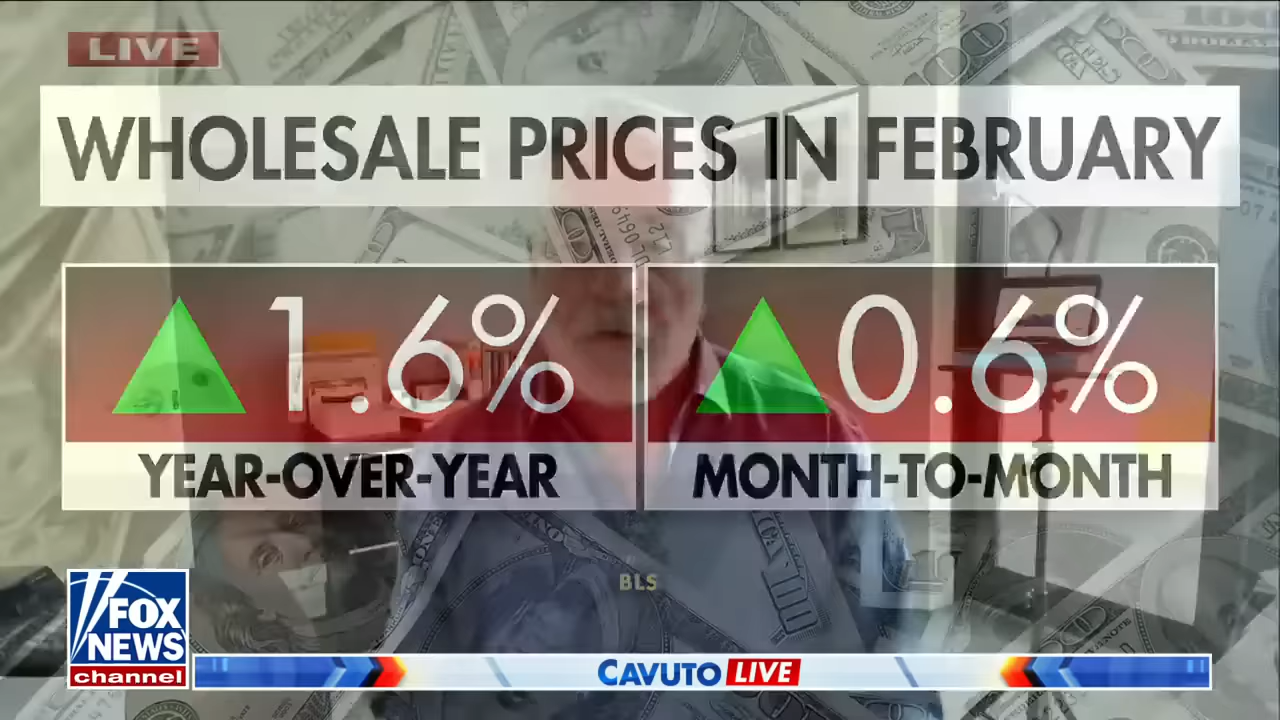 LIVE
WHOLESALE PRICES IN FEBRUARY
1.6%
0.6%
YEAR-OVER-YEAR
MONTH-TO-MONTH
BLS
FOX
NEWS
channel
CAVUTO LIVE